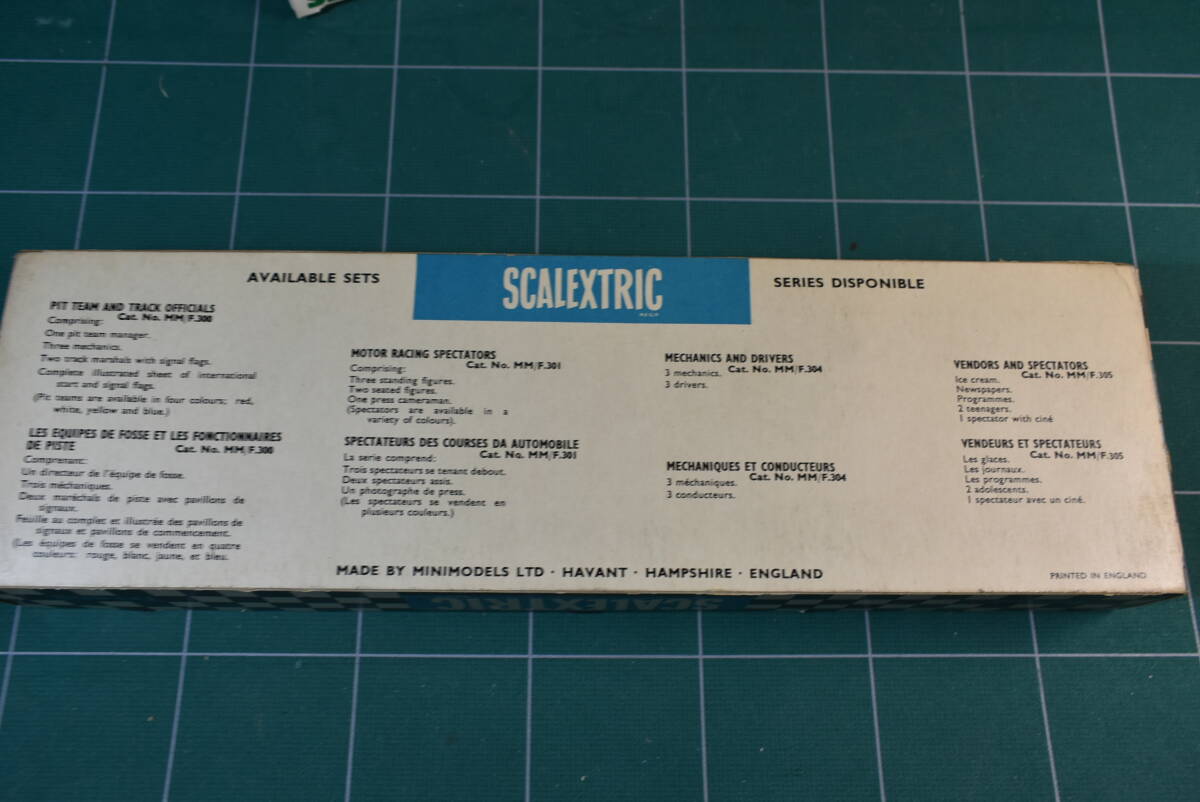 AVAILABLE SETS
SCALEXTRIC
SERIES DISPONIBLE
PIT TEAM AND TRACK OFFICIALS
Cat. No. MM/F.300
Comprising:
One pit team manager.
Three mechanics.
Two track marshals with signal flags.
Complete illustrated sheet of international
start and signal flags.
(Pit teams are available in four colours; red,
white, yellow and blue.)
LES EQUIPES DE FOSSE ET LES FONCTIONNAIRES
DE PISTE Cat. No. MM/F.300
Comprenant:
Un directeur de l'équipe de fosse.
Trois méchaniques.
Deux maréchals de piste avec pavillons de
signaux.
Feuille au complet et illustrée des pavillons de
signaux et pavillons de commencement.
(Les équipes de fosse se vendent en quatre
couleurs: rouge, blanc, jaune, et bleu.
MOTOR RACING SPECTATORS
Cat. No. MM/F.301
Comprising:
Three standing figures.
Two seated figures.
One press cameraman.
(Spectators are available in a
variety of colours).
SPECTATEURS DES COURSES DA AUTOMOBILE
Cat. No. MM/F.301
La serie comprend:
Trois spectateurs se tenant debout.
Deux spectateurs assis.
Un photographe de press.
(Les spectateurs se vendent en
plusieurs couleurs.)
MECHANICS AND DRIVERS
Cat. No. MM/F.304
3 mechanics.
3 drivers.
MECHANIQUES ET CONDUCTEURS
Cat. No. MM/F.304
3 méchaniques.
3 conducteurs.
VENDORS AND SPECTATORS
Cat. No. MM/F.305
Ice cream.
Newspapers.
Programmes.
2 teenagers.
1 spectator with ciné
VENDEURS ET SPECTATEURS
Cat. No. MM/F.305
Les glaces.
Les journaux.
Les programmes.
2 adolescents.
1 spectateur avec un ciné.
MADE BY MINIMODELS LTD · HAVANT · HAMPSHIRE · ENGLAND
PRINTED IN ENGLAND
SCALEXTRIC